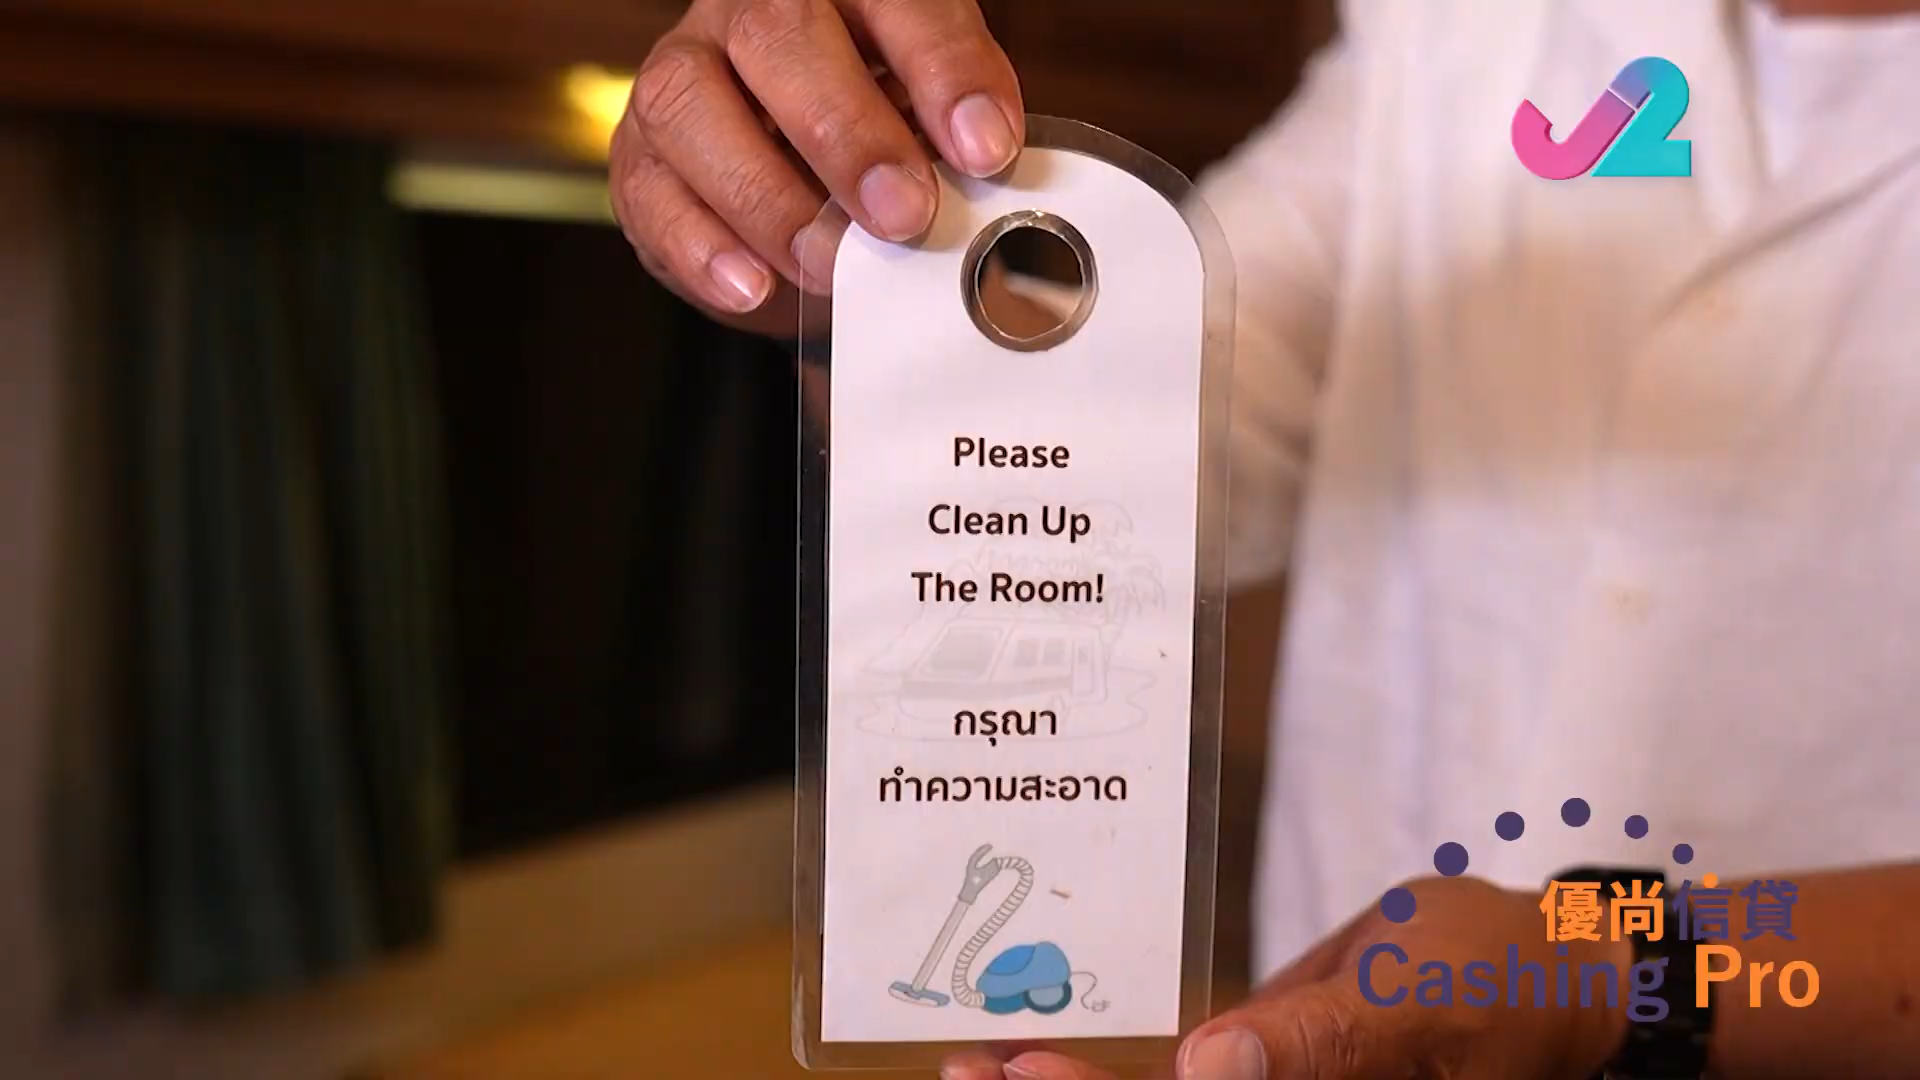 J2
Please
Clean Up
The Room!
กรุณา
ทำความสะอาด
優尚信貸
Cashing Pro